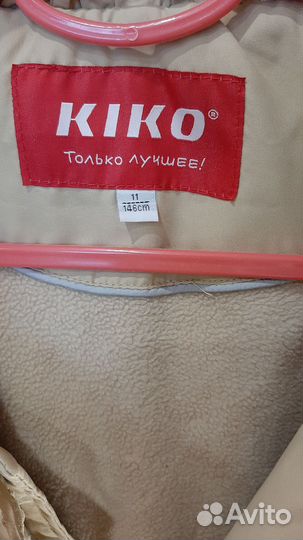 KIKO®
Только лучшее!
11
146cm
Avito